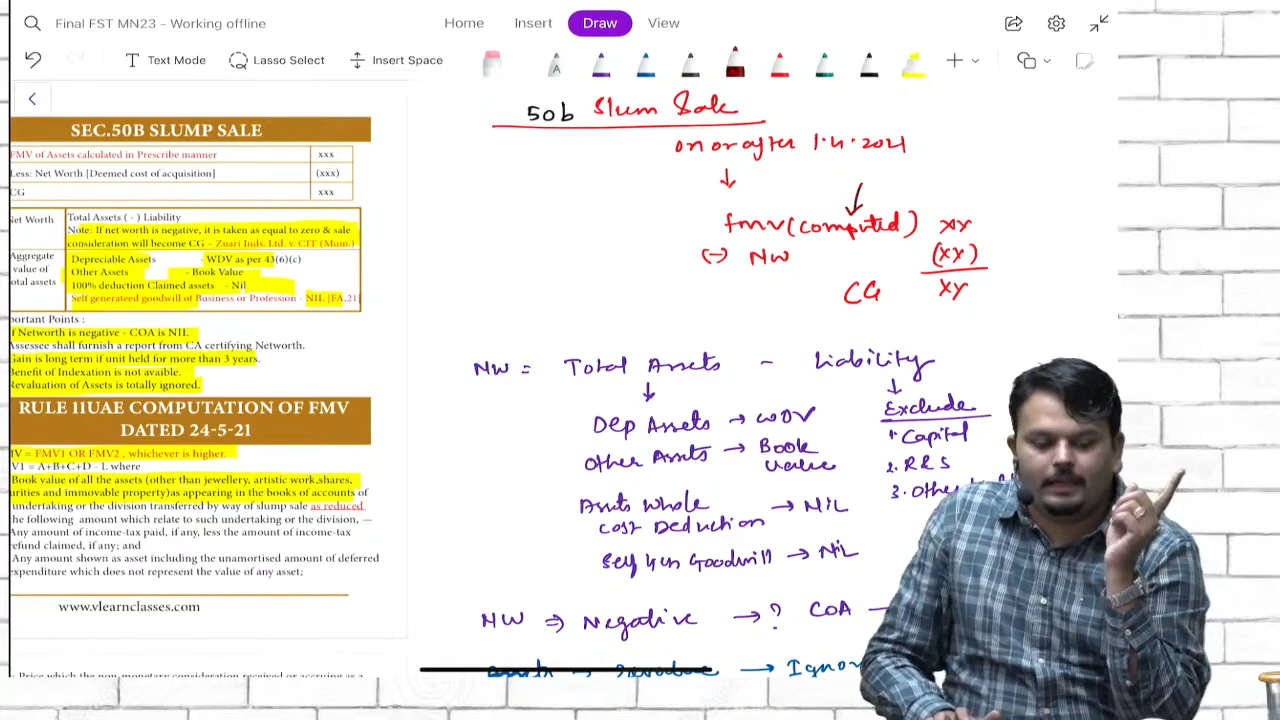 Final FST MN23 - Working offline
Home
Insert
Draw
View
Text Mode
Lasso Select
Insert Space
SEC.50B SLUMP SALE
FMV of Assets calculated in Prescribe manner xxx
Less: Net Worth [Deemed cost of acquisition] (xxx)
CG xxx
et Worth
Total Assets ( - ) Liability
Note: If net worth is negative, it is taken as equal to zero & sale
consideration will become CG - Zuari Inds. Ltd. v. CIT (Mum.)
Aggregate
value of
otal assets
Depreciable Assets - WDV as per 43(6)(c)
Other Assets - Book Value
100% deduction Claimed assets - Nil
Self generateed goodwill of Business or Profession - NIL [FA,21]
portant Points :
f Networth is negative - COA is NIL
Assessee shall furnish a report from CA certifying Networth.
Gain is long term if unit held for more than 3 years.
Benefit of Indexation is not avaible.
Revaluation of Assets is totally ignored.
RULE 11UAE COMPUTATION OF FMV
DATED 24-5-21
IV = FMV1 OR FMV2 , whichever is higher.
V1 = A+B+C+D - L where
Book value of all the assets (other than jewellery, artistic work,shares,
urities and immovable property)as appearing in the books of accounts of
undertaking or the division transferred by way of slump sale as reduced
he following amount which relate to such undertaking or the division, —
Any amount of income-tax paid, if any, less the amount of income-tax
refund claimed, if any; and
Any amount shown as asset including the unamortised amount of deferred
expenditure which does not represent the value of any asset;
www.vlearnclasses.com
50b Slum Sale
on or after 1.4.2021
fmv (computed) xx
(-) NW (xx)
CG xx
NW = Total Assets - Liability
Dep Assets → WDV
Other Assets → Book
Value
Assts Whole
cost Deduction → NIL
Self Gen Goodwill → NIL
Exclude
1. Capital
2. R&S
3. Other
NW ⇒ Negative → ? COA —
→ Ignor